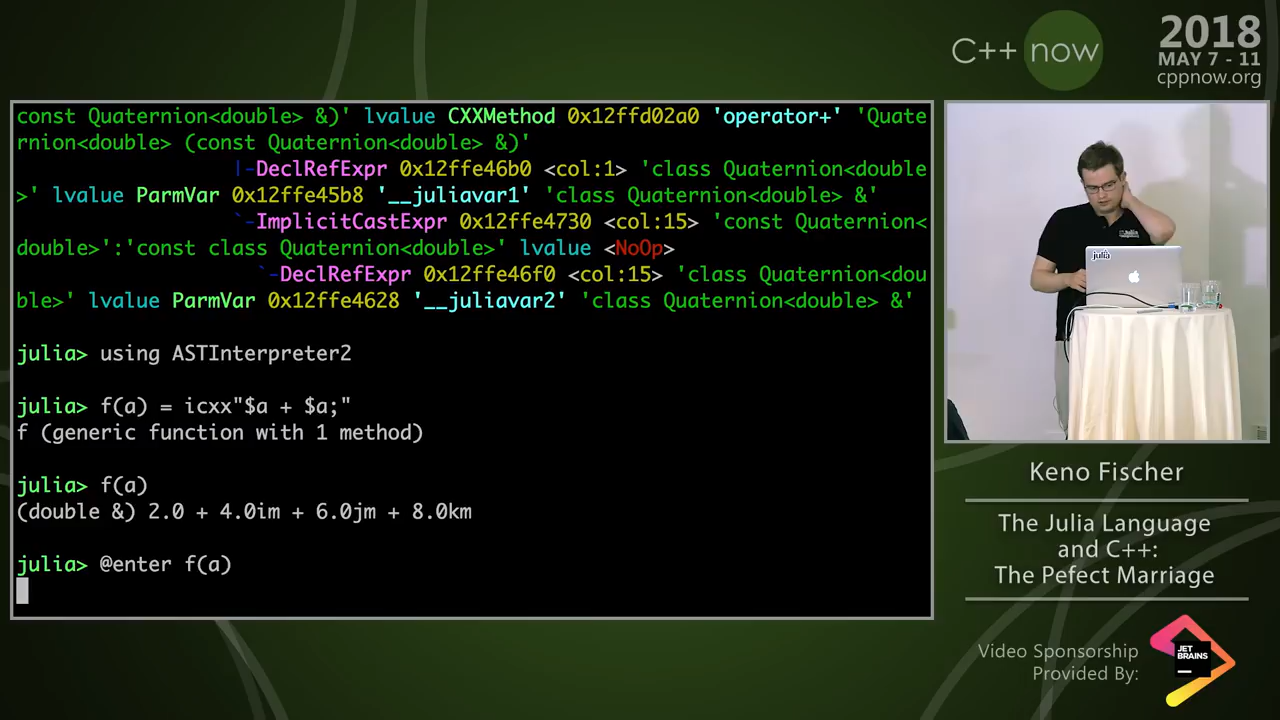 C++ now
2018
MAY 7 - 11
cppnow.org
const Quaternion<double> &)' lvalue CXXMethod 0x12ffd02a0 'operator+' 'Quate
rnion<double> (const Quaternion<double> &)'
|-DeclRefExpr 0x12ffe46b0 <col:1> 'class Quaternion<double
>' lvalue ParmVar 0x12ffe45b8 '__juliavar1' 'class Quaternion<double> &'
`-ImplicitCastExpr 0x12ffe4730 <col:15> 'const Quaternion<
double>':'const class Quaternion<double>' lvalue <NoOp>
`-DeclRefExpr 0x12ffe46f0 <col:15> 'class Quaternion<dou
ble>' lvalue ParmVar 0x12ffe4628 '__juliavar2' 'class Quaternion<double> &'
julia> using ASTInterpreter2
julia> f(a) = icxx"$a + $a;"
f (generic function with 1 method)
julia> f(a)
(double &) 2.0 + 4.0im + 6.0jm + 8.0km
julia> @enter f(a)
julia
Keno Fischer
The Julia Language
and C++:
The Pefect Marriage
Video Sponsorship
Provided By:
JET
BRAINS